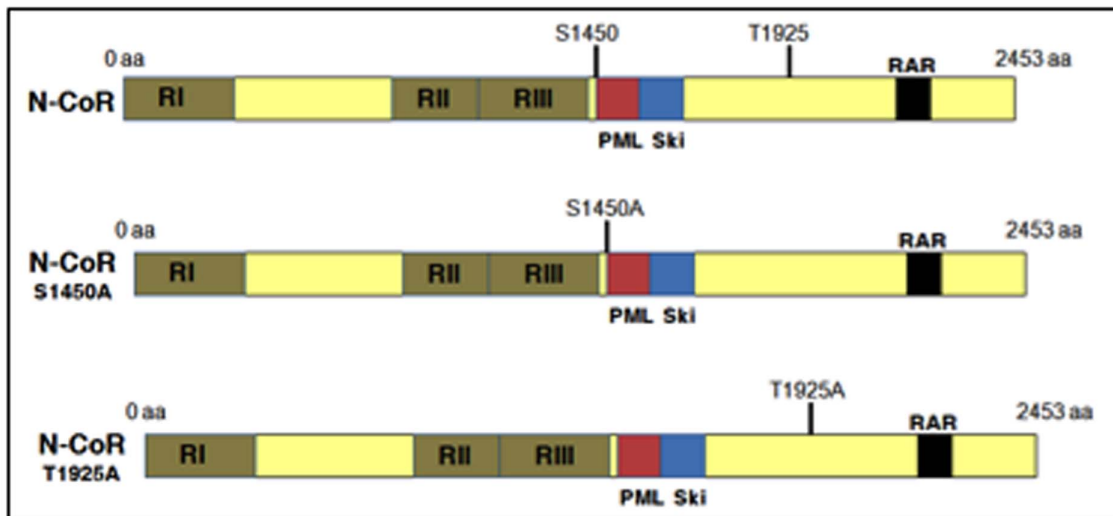 S1450 T1925
0 aa 2453 aa
RAR
N-CoR RI RII RIII
PML Ski
S1450A
0 aa 2453 aa
RAR
N-CoR RI RII RIII
S1450A
PML Ski
T1925A
0 aa 2453 aa
RAR
N-CoR RI RII RIII
T1925A
PML Ski